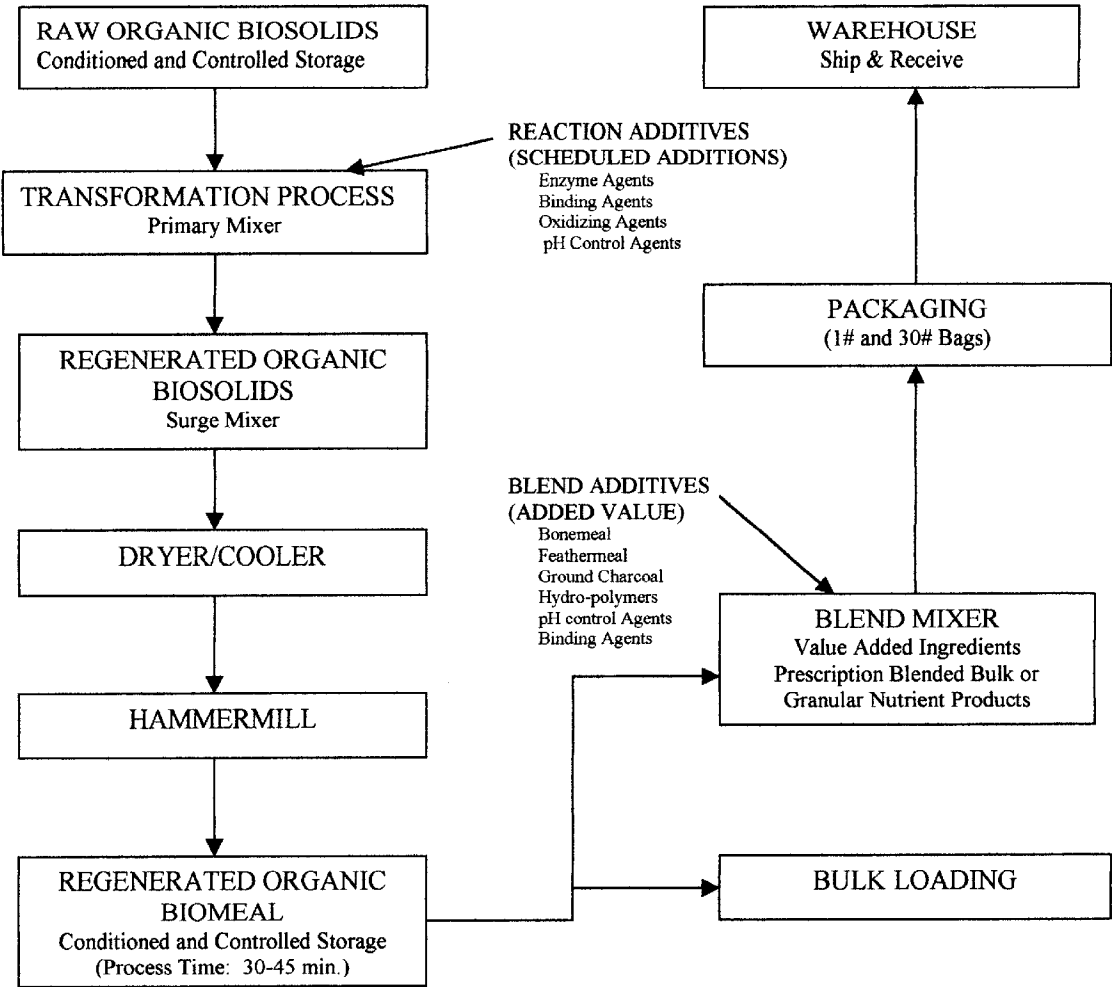 RAW ORGANIC BIOSOLIDS
Conditioned and Controlled Storage
REACTION ADDITIVES
(SCHEDULED ADDITIONS)
Enzyme Agents
Binding Agents
Oxidizing Agents
pH Control Agents
TRANSFORMATION PROCESS
Primary Mixer
REGENERATED ORGANIC
BIOSOLIDS
Surge Mixer
DRYER/COOLER
HAMMERMILL
REGENERATED ORGANIC
BIOMEAL
Conditioned and Controlled Storage
(Process Time: 30-45 min.)
BLEND ADDITIVES
(ADDED VALUE)
Bonemeal
Feathermeal
Ground Charcoal
Hydro-polymers
pH control Agents
Binding Agents
WAREHOUSE
Ship & Receive
PACKAGING
(1# and 30# Bags)
BLEND MIXER
Value Added Ingredients
Prescription Blended Bulk or
Granular Nutrient Products
BULK LOADING